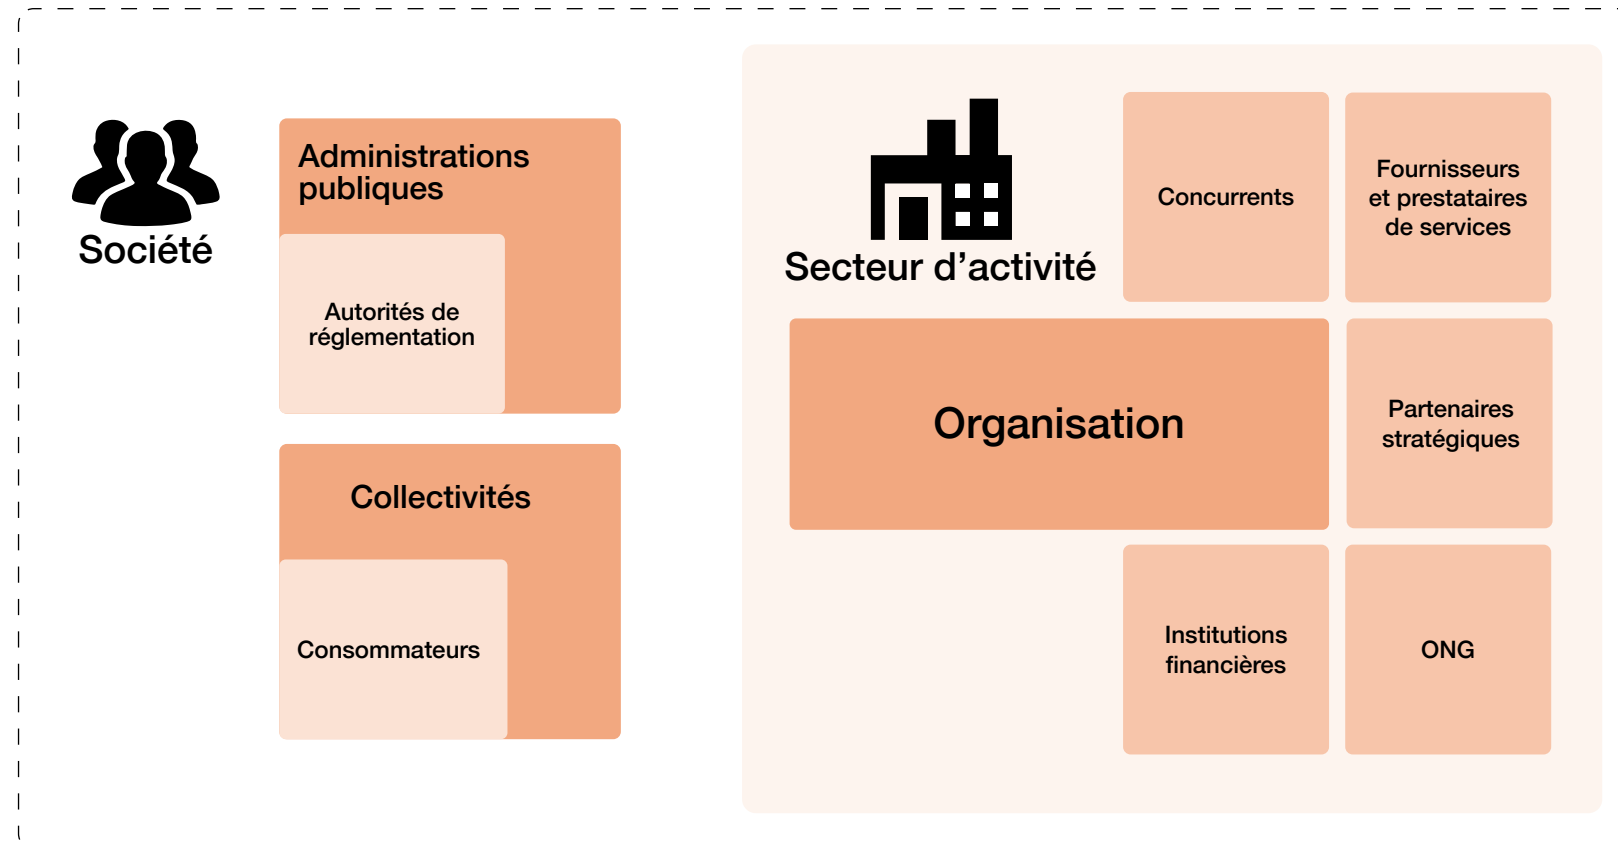 Société
Administrations
publiques
Autorités de
réglementation
Collectivités
Consommateurs
Secteur d’activité
Concurrents
Fournisseurs
et prestataires
de services
Organisation
Partenaires
stratégiques
Institutions
financières
ONG